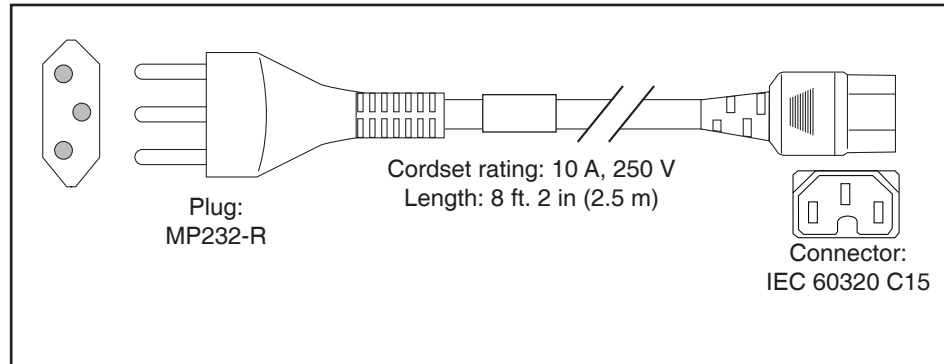 Cordset rating: 10 A, 250 V
Length: 8 ft. 2 in (2.5 m)
Plug:
MP232-R
Connector:
IEC 60320 C15